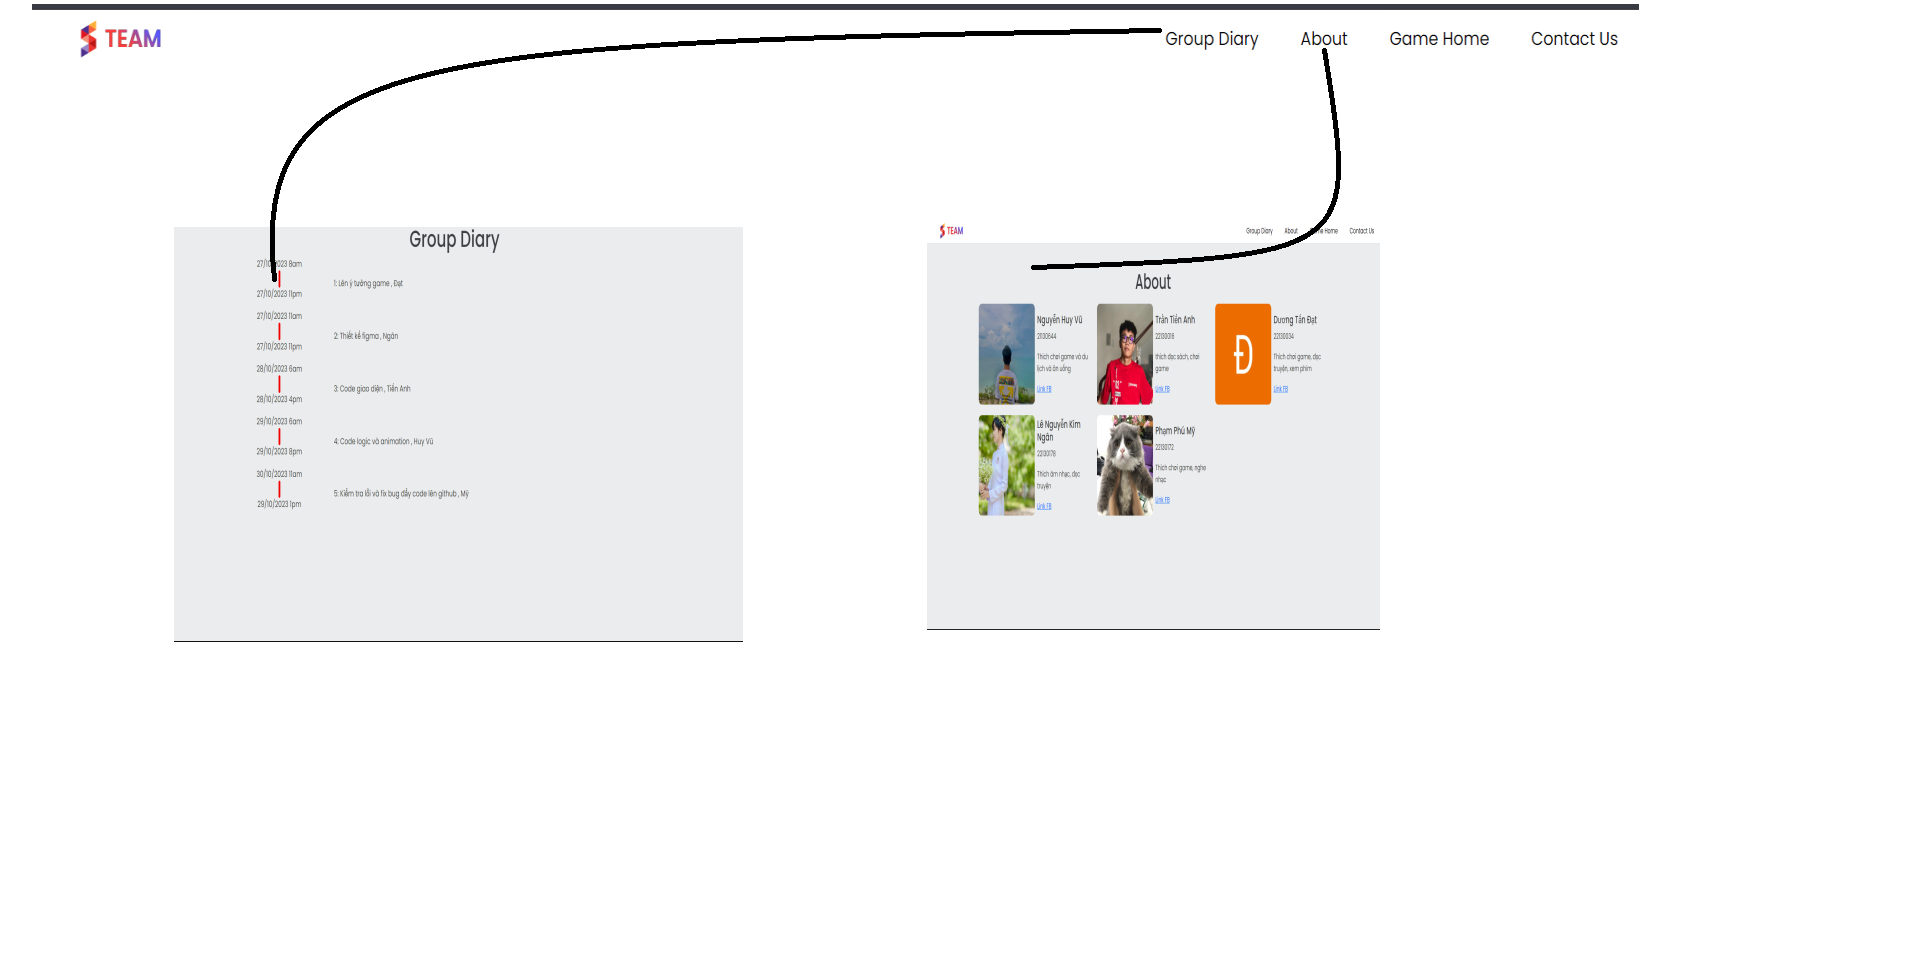 TEAM
Group Diary About Game Home Contact Us
Group Diary
27/10/2023 8am
1: Lên ý tưởng game , Đạt
27/10/2023 11pm
27/10/2023 11am
2: Thiết kế figma , Ngân
27/10/2023 11pm
28/10/2023 6am
3: Code giao diện , Tiến Anh
28/10/2023 4pm
29/10/2023 6am
4: Code logic và animation , Huy Vũ
29/10/2023 8pm
30/10/2023 11am
5: Kiểm tra lỗi và fix bug đẩy code lên github , Mỹ
29/10/2023 1pm
TEAM
Group Diary About Home Contact Us
About
Nguyễn Huy Vũ
Thích chơi game và du
lịch và ăn uống
Link FB
Trần Tiến Anh
22130016
thích đọc sách, chơi
game
Link FB
Đ
Dương Tấn Đạt
22130034
Thích chơi game, đọc
truyện, xem phim
Link FB
Lê Nguyễn Kim
Ngân
22130178
Thích âm nhạc, đọc
truyện
Link FB
Phạm Phú Mỹ
22130172
Thích chơi game, nghe
nhạc
Link FB